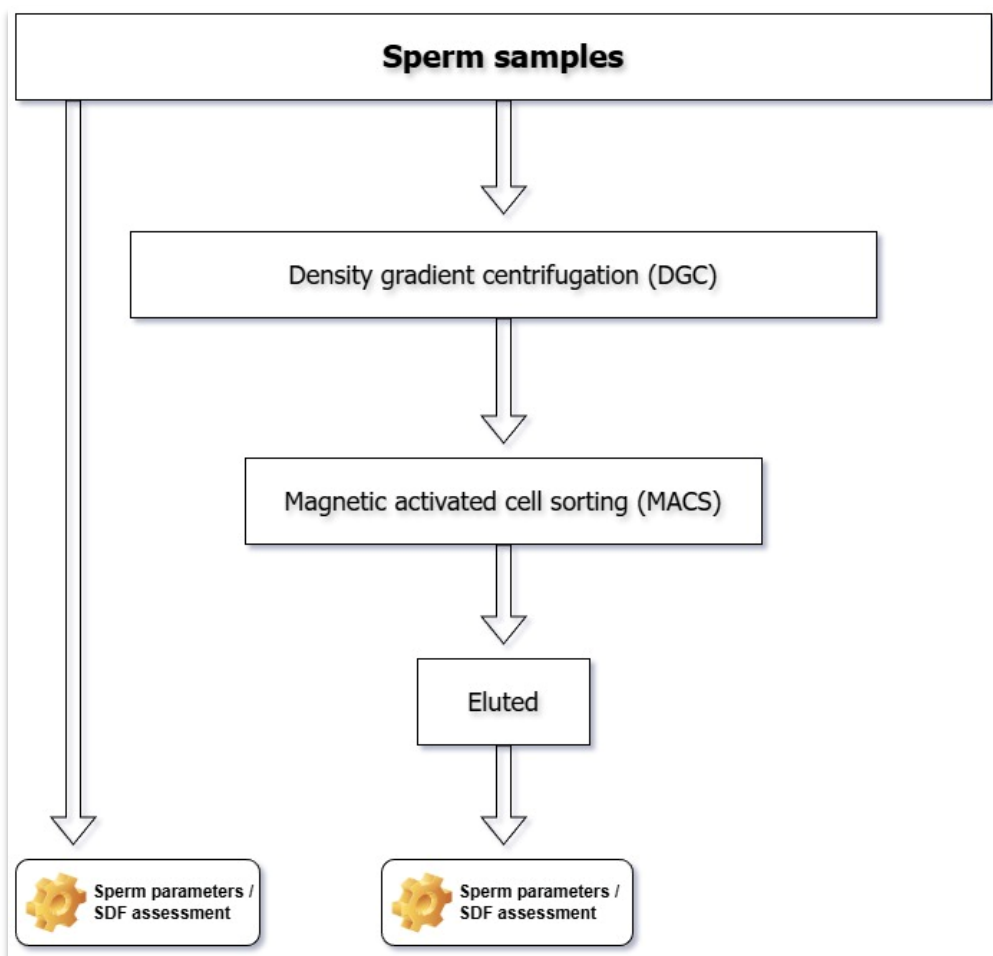 Sperm samples
Density gradient centrifugation (DGC)
Magnetic activated cell sorting (MACS)
Eluted
Sperm parameters /
SDF assessment
Sperm parameters /
SDF assessment